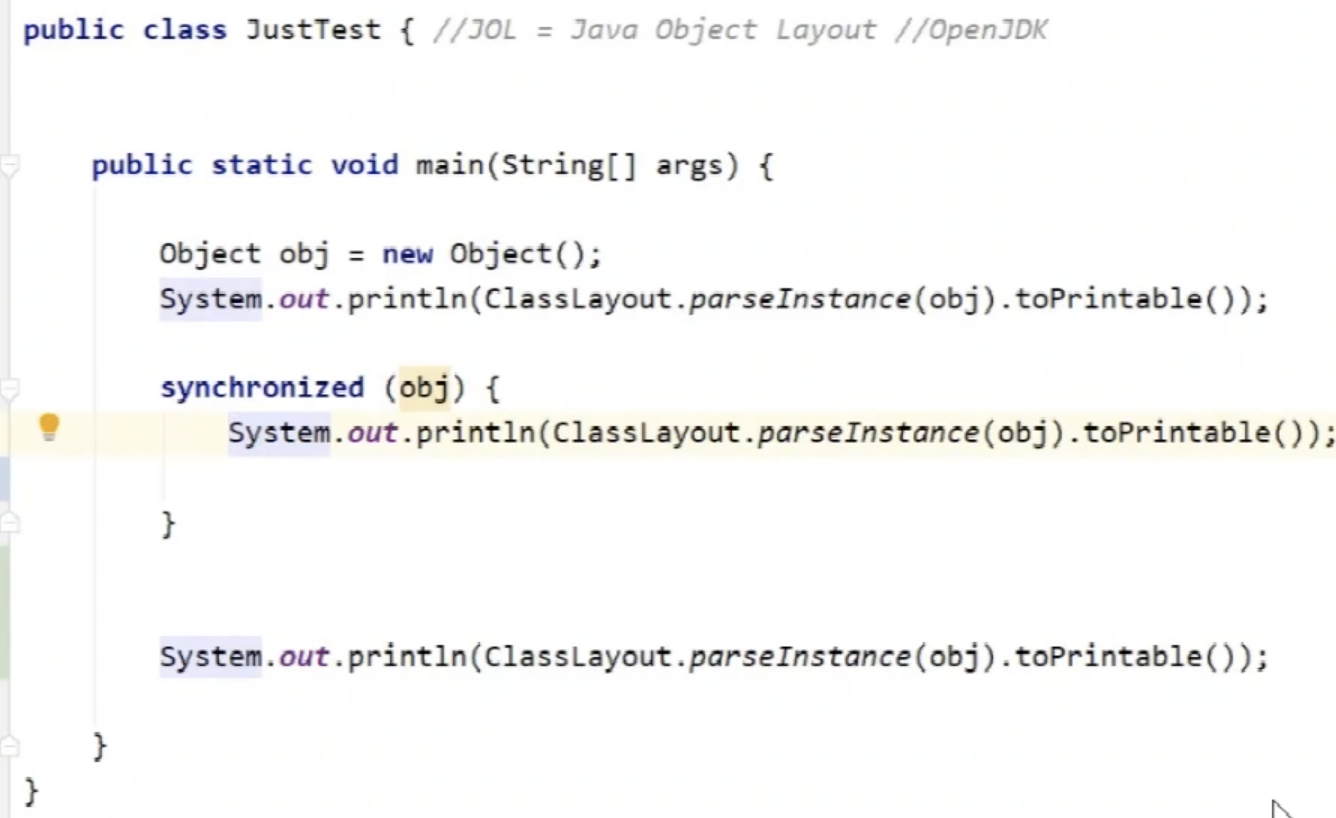 public class JustTest { //JOL = Java Object Layout //OpenJDK
public static void main(String[] args) {
Object obj = new Object();
System.out.println(ClassLayout.parseInstance(obj).toPrintable());
synchronized (obj) {
System.out.println(ClassLayout.parseInstance(obj).toPrintable());
}
System.out.println(ClassLayout.parseInstance(obj).toPrintable());
}
}